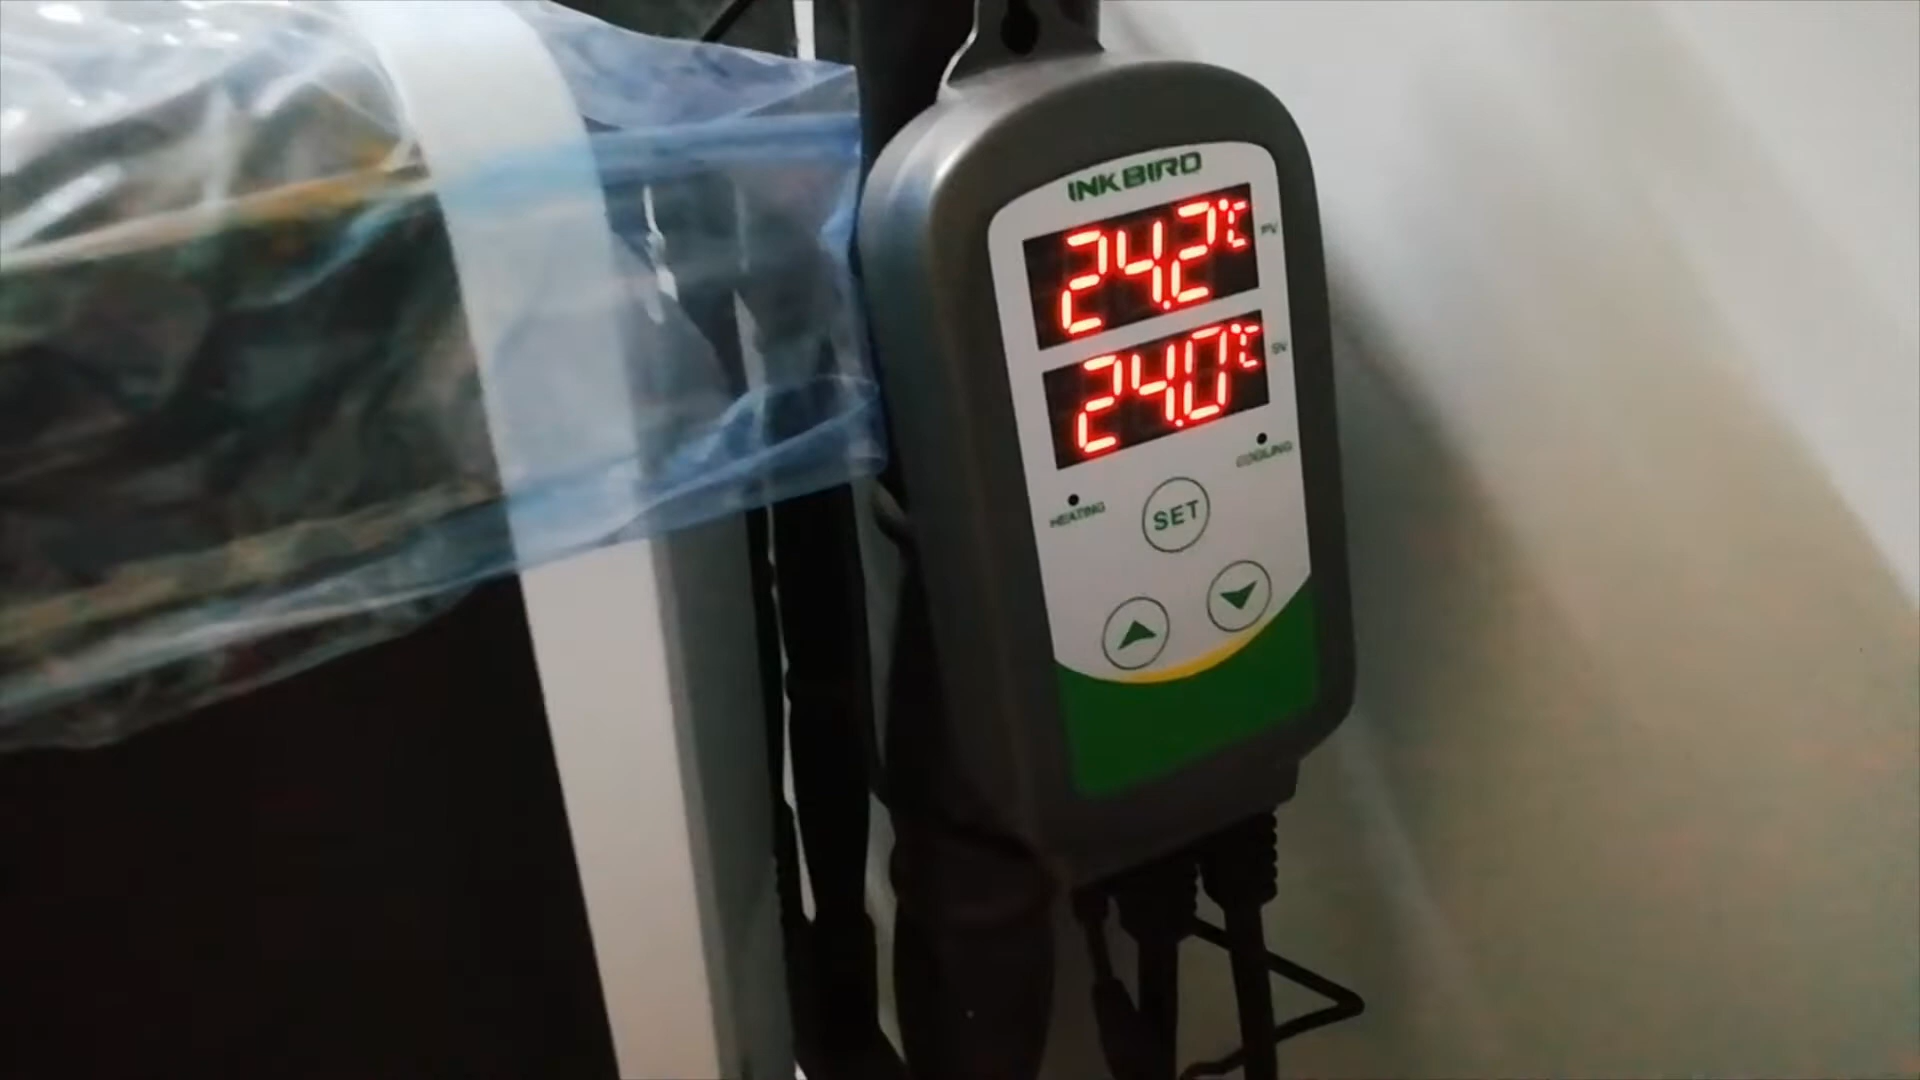 INKBIRD
24.2℃ PV
24.0℃ SV
COOLING
HEATING
SET